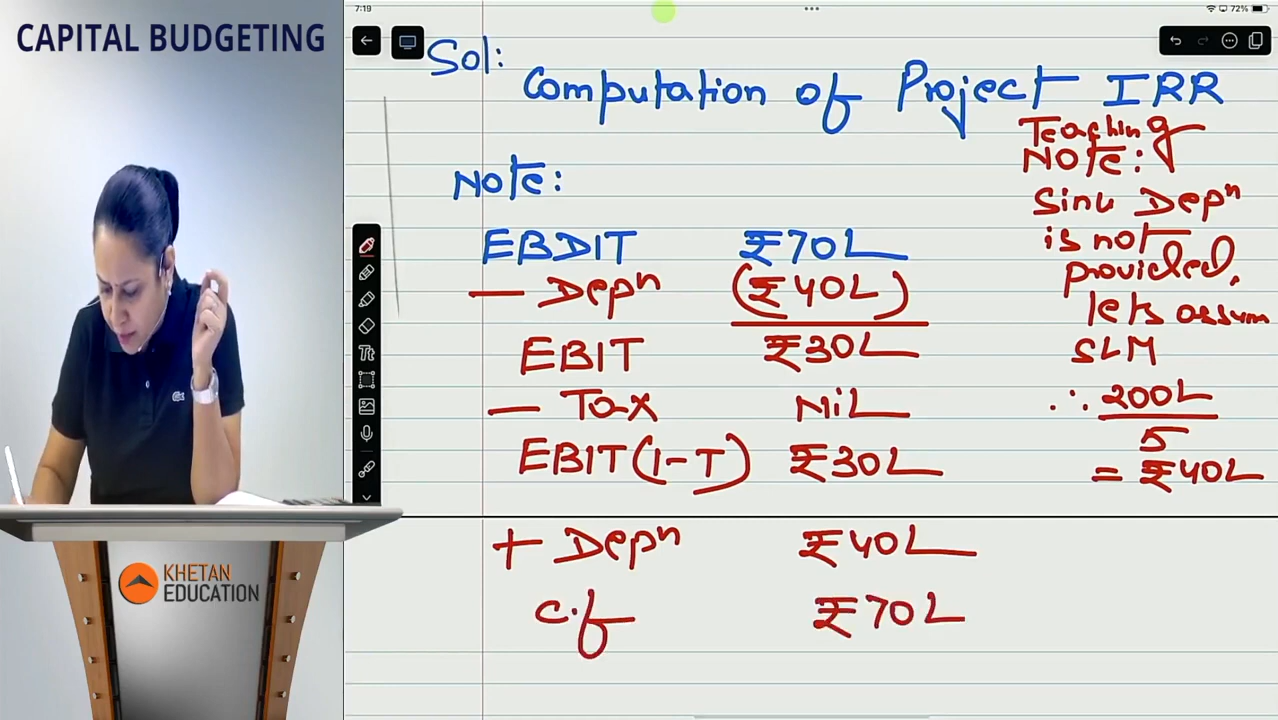 7:19
72%
CAPITAL BUDGETING
Sol:
Computation of Project IRR
Note:
EBDIT ₹70L
— Depⁿ (₹40L)
EBIT ₹30L
— Tax NiL
EBIT(1-T) ₹30L
+ Depⁿ ₹40L
C.f ₹70L
Teaching
Note:
Sinu Depⁿ
is not
provided,
lets assum
SLM
∴ 200L
5
= ₹40L
Tt
KHETAN
EDUCATION